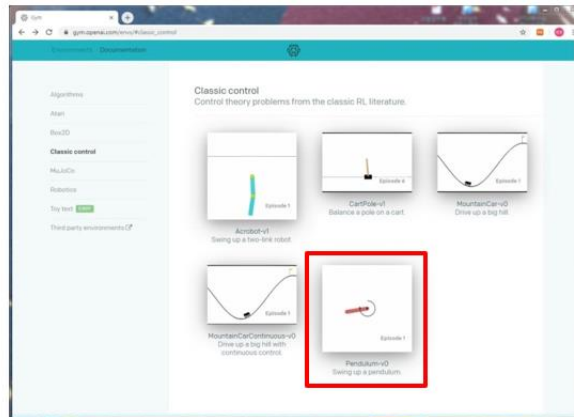 Gym
gym.openai.com/envs/#classic_control
Environments Documentation
Algorithms
Atari
Box2D
Classic control
MuJoCo
Robotics
Toy text EASY
Third party environments
Classic control
Control theory problems from the classic RL literature.
Episode 1
Acrobot-v1
Swing up a two-link robot.
Episode 6
CartPole-v1
Balance a pole on a cart.
Episode 1
MountainCar-v0
Drive up a big hill.
Episode 1
MountainCarContinuous-v0
Drive up a big hill with
continuous control.
Episode 1
Pendulum-v0
Swing up a pendulum.